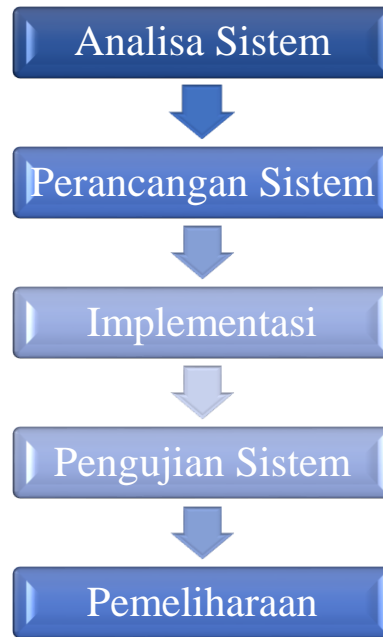 Analisa Sistem
Perancangan Sistem
Implementasi
Pengujian Sistem
Pemeliharaan